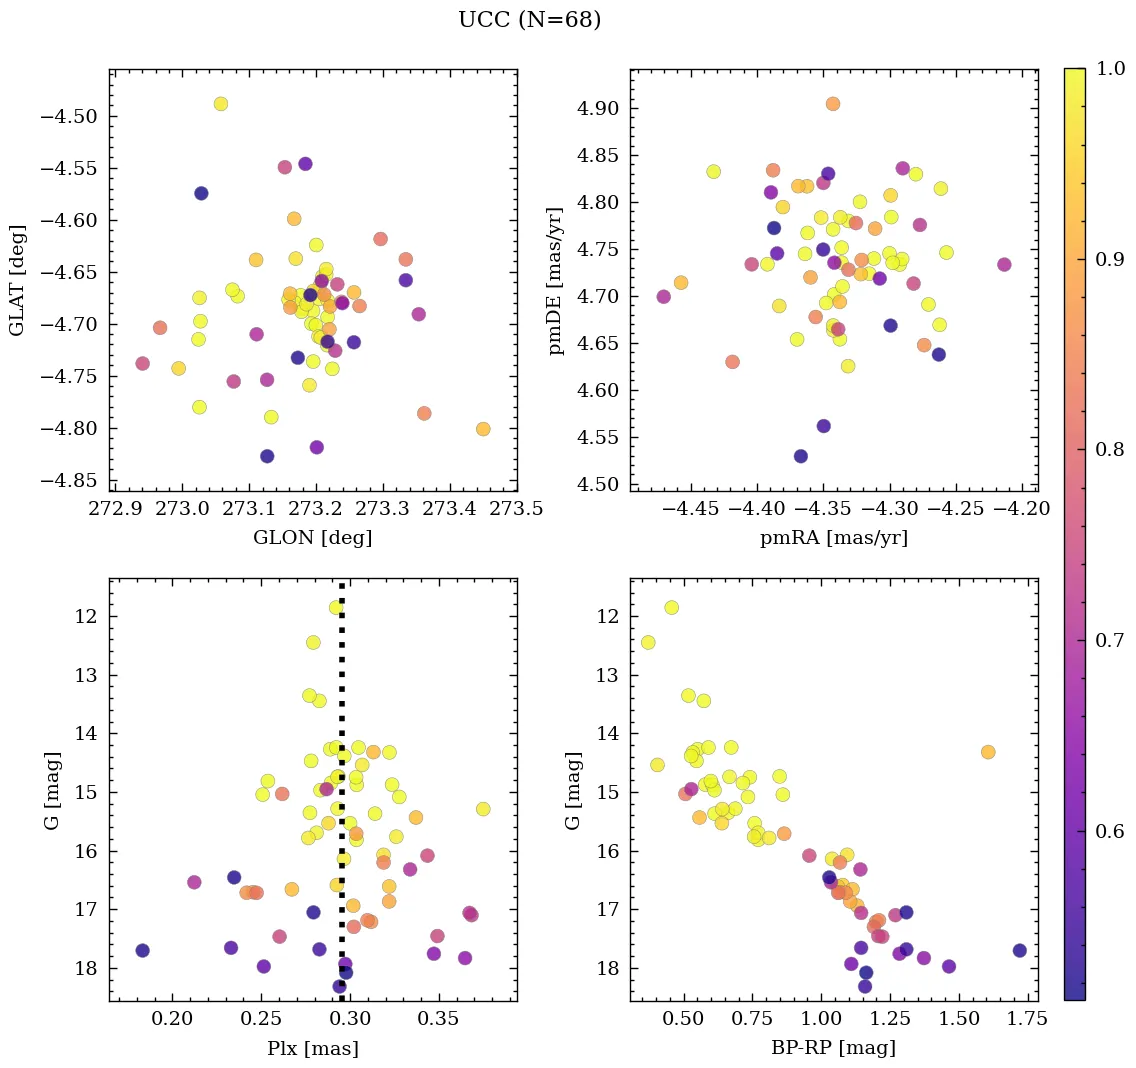 UCC (N=68)
−4.50
−4.55
−4.60
−4.65
−4.70
−4.75
−4.80
−4.85
GLAT [deg]
272.9 273.0 273.1 273.2 273.3 273.4 273.5
GLON [deg]
4.90
4.85
4.80
4.75
4.70
4.65
4.60
4.55
4.50
pmDE [mas/yr]
−4.45 −4.40 −4.35 −4.30 −4.25 −4.20
pmRA [mas/yr]
1.0
0.9
0.8
0.7
0.6
12
13
14
15
16
17
18
G [mag]
0.20 0.25 0.30 0.35
Plx [mas]
12
13
14
15
16
17
18
G [mag]
0.50 0.75 1.00 1.25 1.50 1.75
BP-RP [mag]